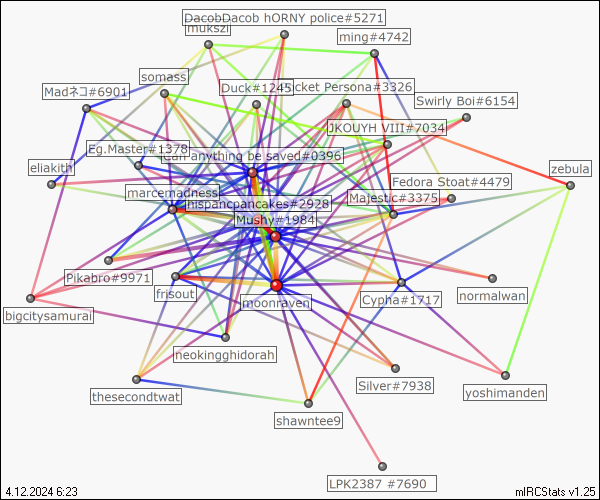 DacobDacob hORNY police#5271
mukszi
ming#4742
somass
Duck#1245
cket Persona#3326
Madネコ#6901
Swirly Boi#6154
JKOUYH VIII#7034
Eg.Master#1378
Can anything be saved#0396
eliakith
zebula
Fedora Stoat#4479
marcemadness
Majestic#3375
hispancpancakes#2928
Mushy#1984
Pikabro#9971
frisout
moonraven
Cypha#1717
normalwan
bigcitysamurai
neokingghidorah
Silver#7938
yoshimanden
thesecondtwat
shawntee9
LPK2387 #7690
4.12.2024 6:23
mIRCStats v1.25